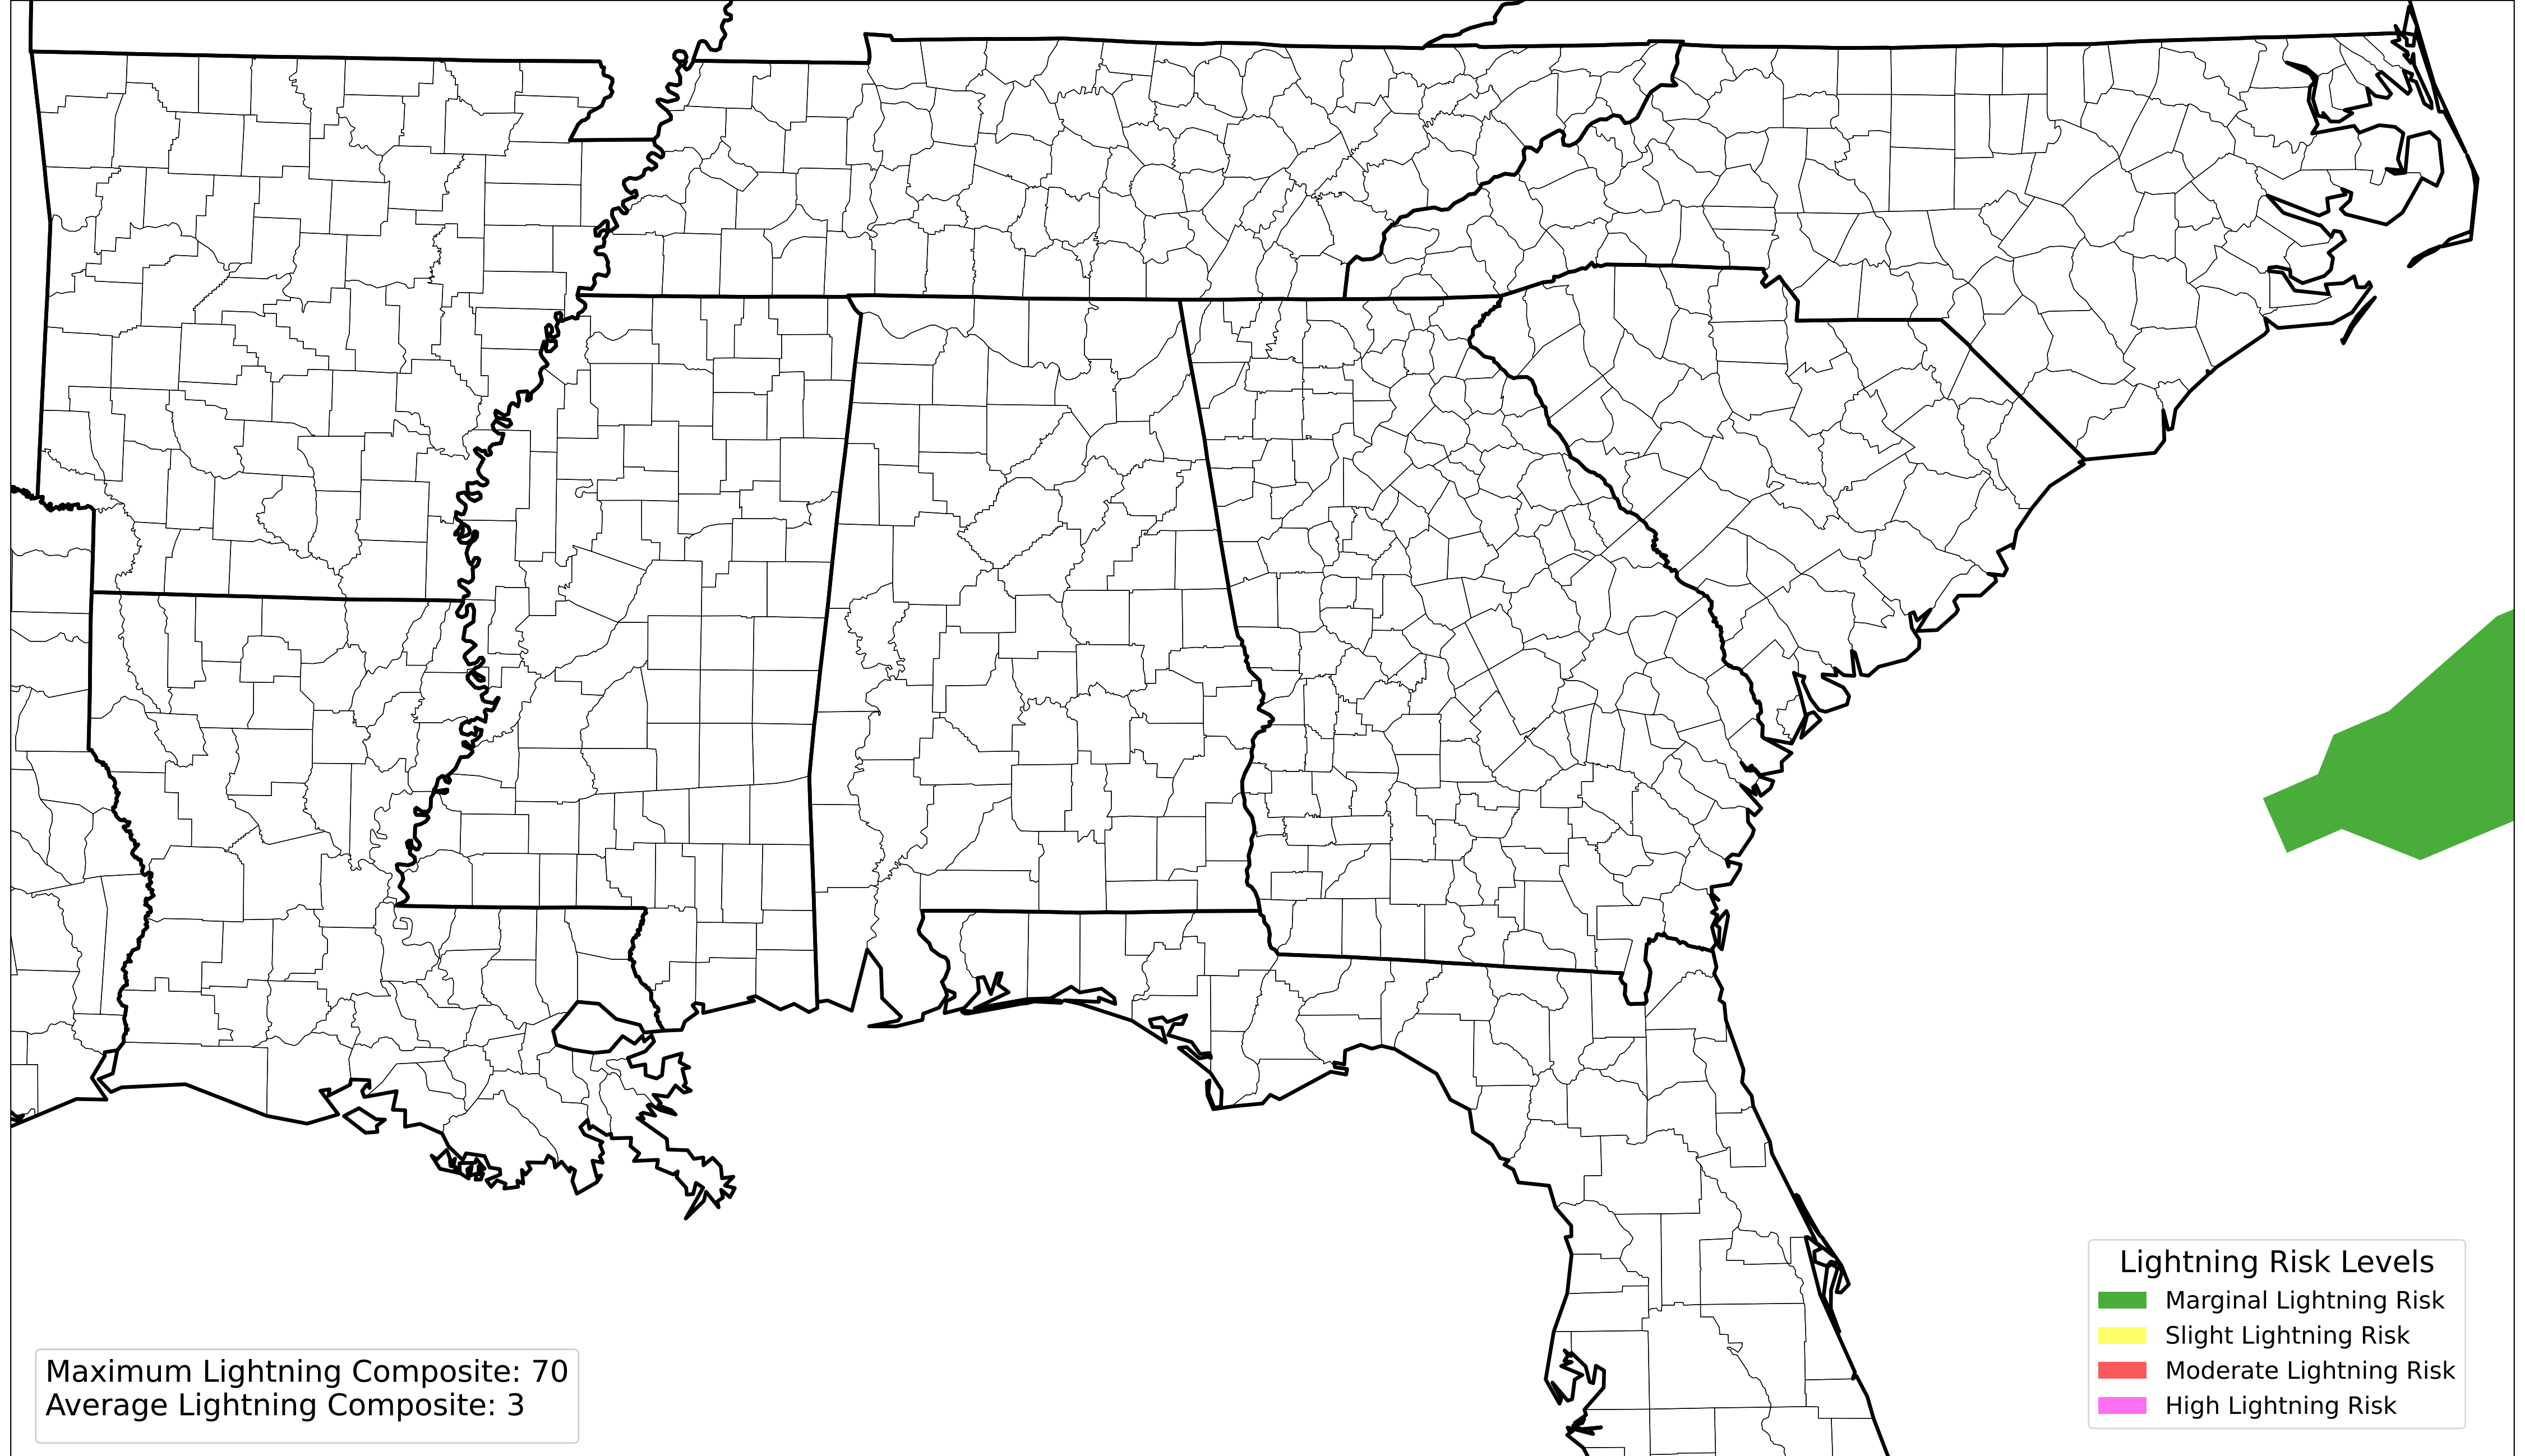 Lightning Risk Levels
Marginal Lightning Risk
Slight Lightning Risk
Moderate Lightning Risk
High Lightning Risk
Maximum Lightning Composite: 70
Average Lightning Composite: 3